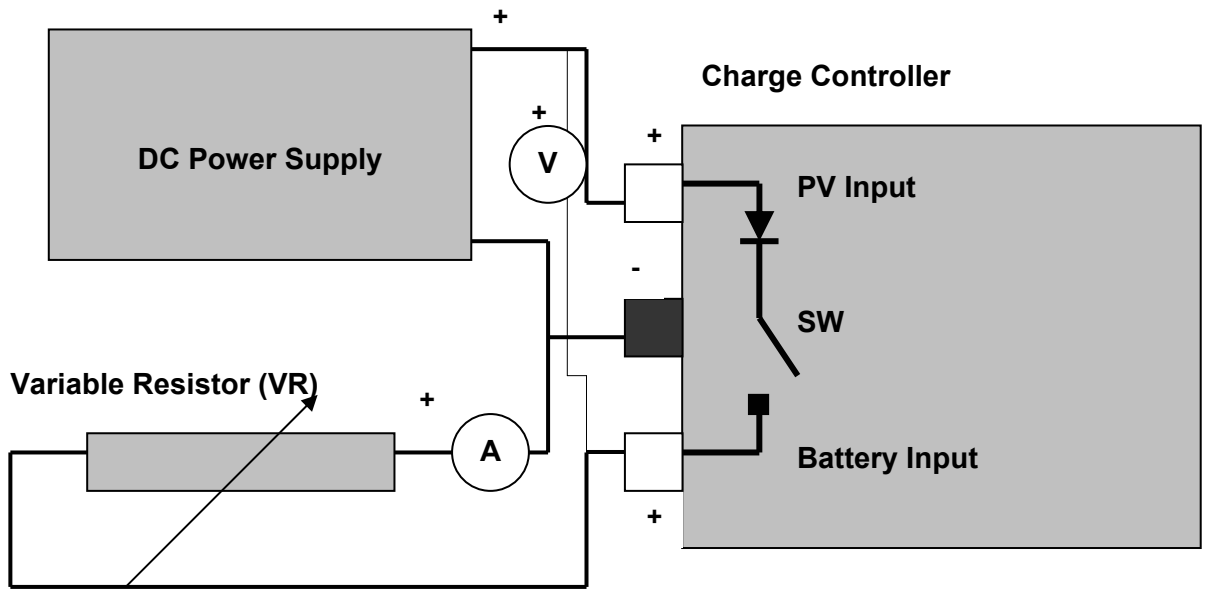 +
Charge Controller
+
+
DC Power Supply
V
PV Input
-
SW
Variable Resistor (VR)
+
A
Battery Input
+